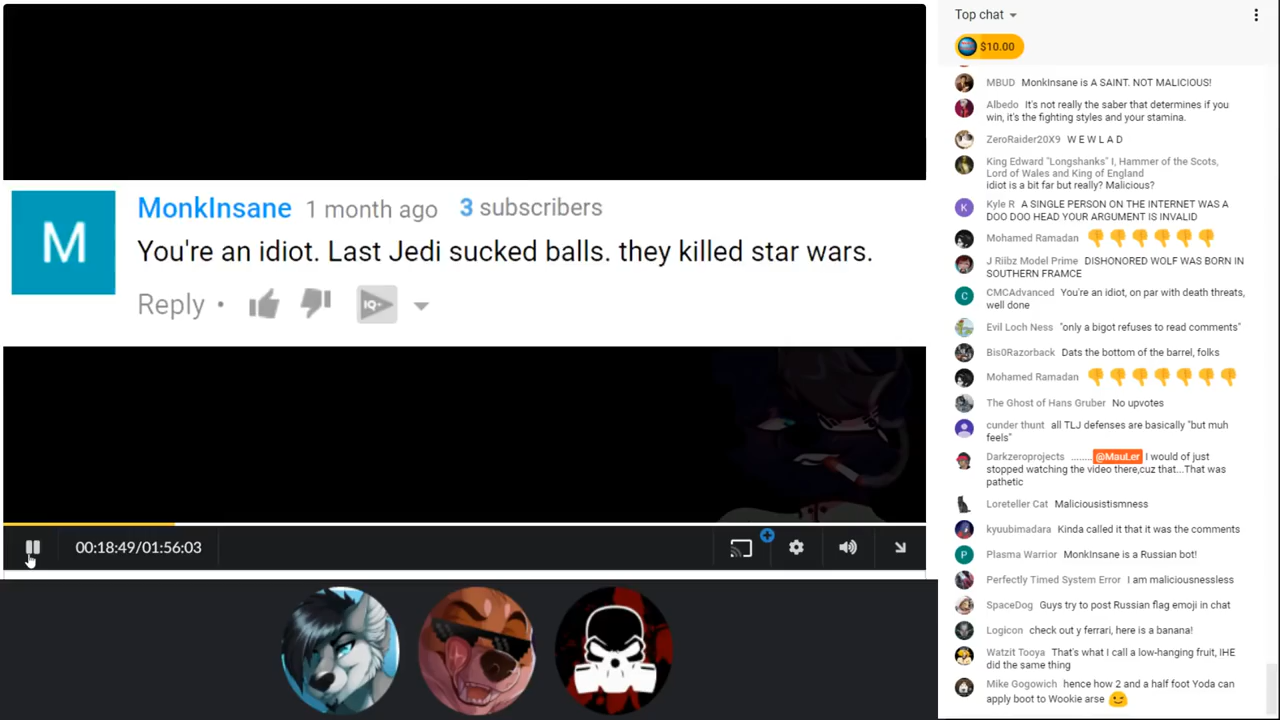 M
MonkInsane 1 month ago 3 subscribers
You're an idiot. Last Jedi sucked balls. they killed star wars.
Reply •
IQ+
00:18:49/01:56:03
Top chat
$10.00
MBUD MonkInsane is A SAINT. NOT MALICIOUS!
Albedo It's not really the saber that determines if you
win, it's the fighting styles and your stamina.
ZeroRaider20X9 W E W L A D
King Edward "Longshanks" I, Hammer of the Scots,
Lord of Wales and King of England
idiot is a bit far but really? Malicious?
K
Kyle R A SINGLE PERSON ON THE INTERNET WAS A
DOO DOO HEAD YOUR ARGUMENT IS INVALID
Mohamed Ramadan 👎👎👎👎👎👎
J Riibz Model Prime DISHONORED WOLF WAS BORN IN
SOUTHERN FRAMCE
C
CMCAdvanced You're an idiot, on par with death threats,
well done
Evil Loch Ness "only a bigot refuses to read comments"
Bis0Razorback Dats the bottom of the barrel, folks
Mohamed Ramadan 👎👎👎👎👎👎👎
The Ghost of Hans Gruber No upvotes
cunder thunt all TLJ defenses are basically "but muh
feels"
Darkzeroprojects ........@MauLer I would of just
stopped watching the video there,cuz that...That was
pathetic
Loreteller Cat Maliciousistismness
kyuubimadara Kinda called it that it was the comments
P
Plasma Warrior MonkInsane is a Russian bot!
Perfectly Timed System Error I am maliciousnessless
SpaceDog Guys try to post Russian flag emoji in chat
Logicon check out y ferrari, here is a banana!
Watzit Tooya That's what I call a low-hanging fruit, IHE
did the same thing
Mike Gogowich hence how 2 and a half foot Yoda can
apply boot to Wookie arse 😉